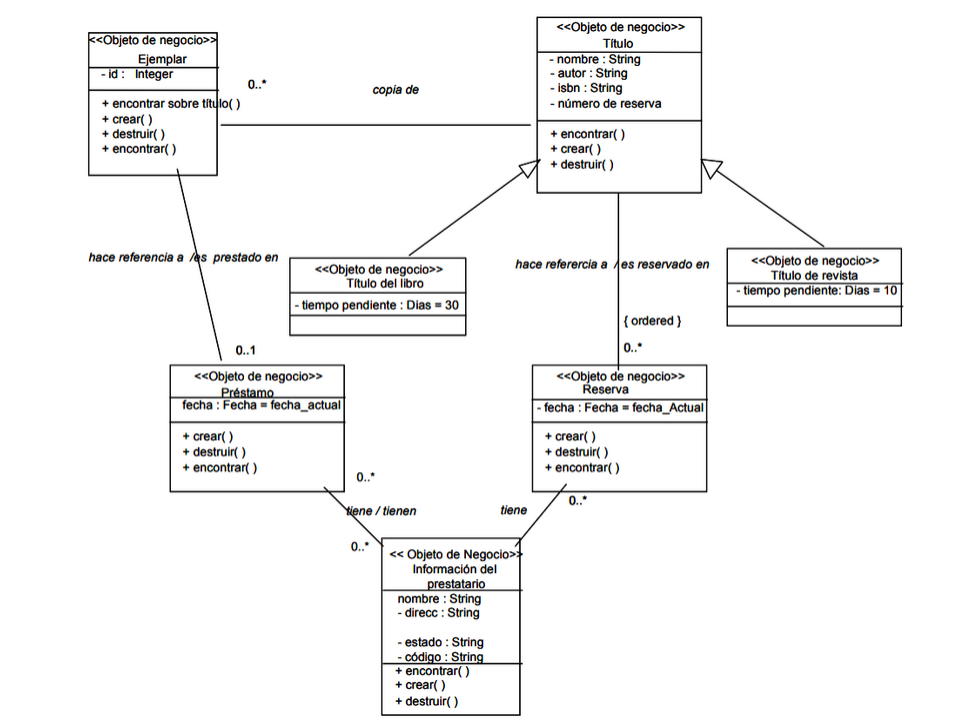 <<Objeto de negocio>>
Ejemplar
- id : Integer
+ encontrar sobre título( )
+ crear( )
+ destruir( )
+ encontrar( )
0..*
copia de
<<Objeto de negocio>>
Título
- nombre : String
- autor : String
- isbn : String
- número de reserva
+ encontrar( )
+ crear( )
+ destruir( )
hace referencia a /es prestado en
<<Objeto de negocio>>
Título del libro
- tiempo pendiente : Dias = 30
hace refercia a / es reservado en
<<Objeto de negocio>>
Título de revista
- tiempo pendiente: Dias = 10
{ ordered }
0..*
0..1
<<Objeto de negocio>>
Préstamo
fecha : Fecha = fecha_actual
+ crear( )
+ destruir( )
+ encontrar( )
<<Objeto de negocio>>
Reserva
- fecha : Fecha = fecha_Actual
+ crear( )
+ destruir( )
+ encontrar( )
0..*
tiene / tienen
0..*
tiene
0..*
<< Objeto de Negocio>>
Información del
prestatario
nombre : String
- direcc : String
- estado : String
- código : String
+ encontrar( )
+ crear( )
+ destruir( )